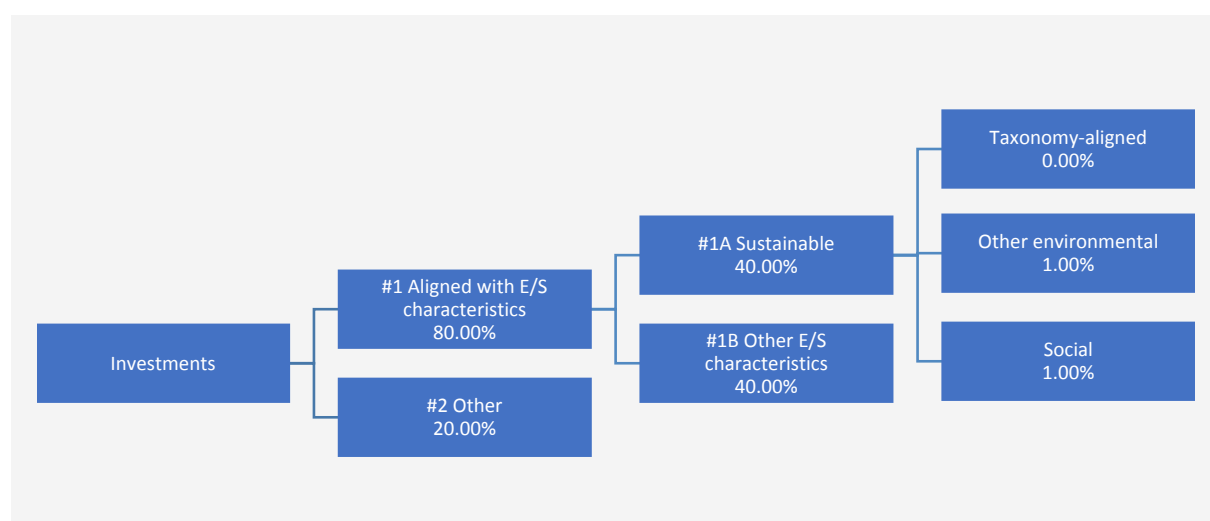 Investments
#1 Aligned with E/S
characteristics
80.00%
#2 Other
20.00%
#1A Sustainable
40.00%
#1B Other E/S
characteristics
40.00%
Taxonomy-aligned
0.00%
Other environmental
1.00%
Social
1.00%